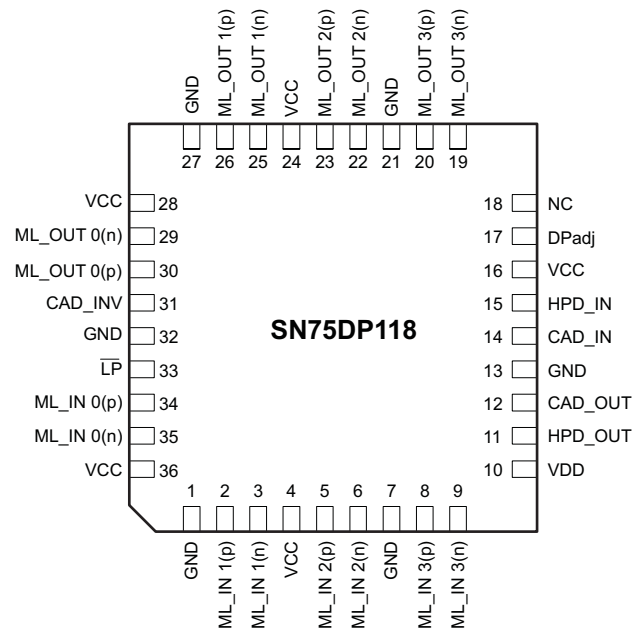 GND
ML_OUT 1(p)
ML_OUT 1(n)
VCC
ML_OUT 2(p)
ML_OUT 2(n)
GND
ML_OUT 3(p)
ML_OUT 3(n)
27 26 25 24 23 22 21 20 19
VCC 28
ML_OUT 0(n) 29
ML_OUT 0(p) 30
CAD_INV 31
GND 32
L̅P̅ 33
ML_IN 0(p) 34
ML_IN 0(n) 35
VCC 36
SN75DP118
18 NC
17 DPadj
16 VCC
15 HPD_IN
14 CAD_IN
13 GND
12 CAD_OUT
11 HPD_OUT
10 VDD
1 2 3 4 5 6 7 8 9
GND
ML_IN 1(p)
ML_IN 1(n)
VCC
ML_IN 2(p)
ML_IN 2(n)
GND
ML_IN 3(p)
ML_IN 3(n)